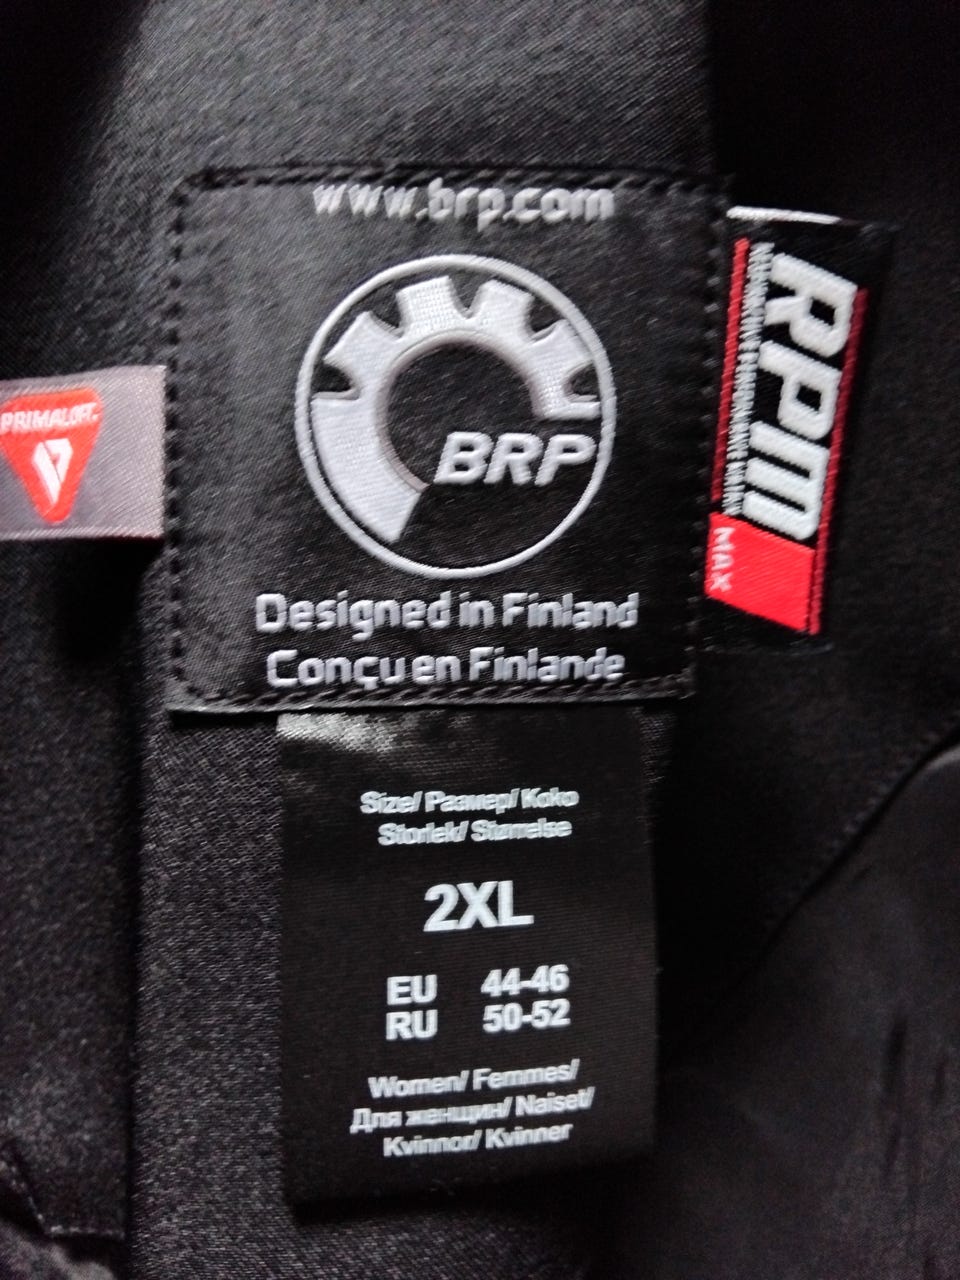 www.brp.com
PRIMALOFT
BRP
RPM
MAX
Designed in Finland
Conçu en Finlande
Size/ Размер/ Koko
Storlek/ Størrelse
2XL
EU 44-46
RU 50-52
Women/ Femmes/
Для женщин/ Naiset/
Kvinnor/ Kvinner